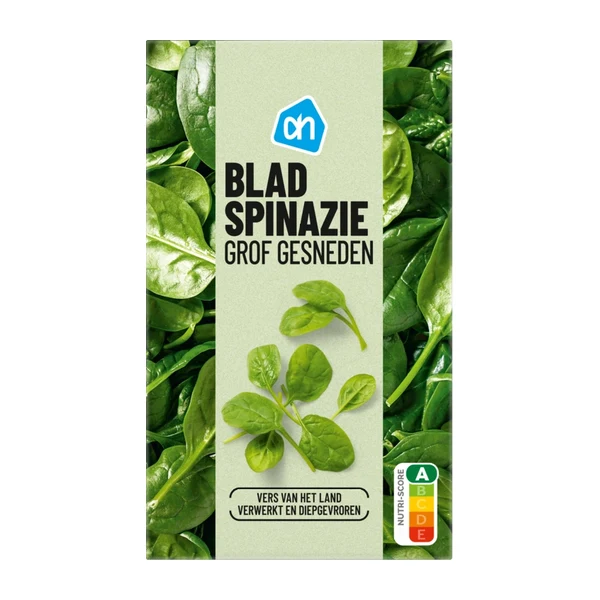 ah
BLAD
SPINAZIE
GROF GESNEDEN
VERS VAN HET LAND
VERWERKT EN DIEPGEVROREN
NUTRI-SCORE
A
B
C
D
E